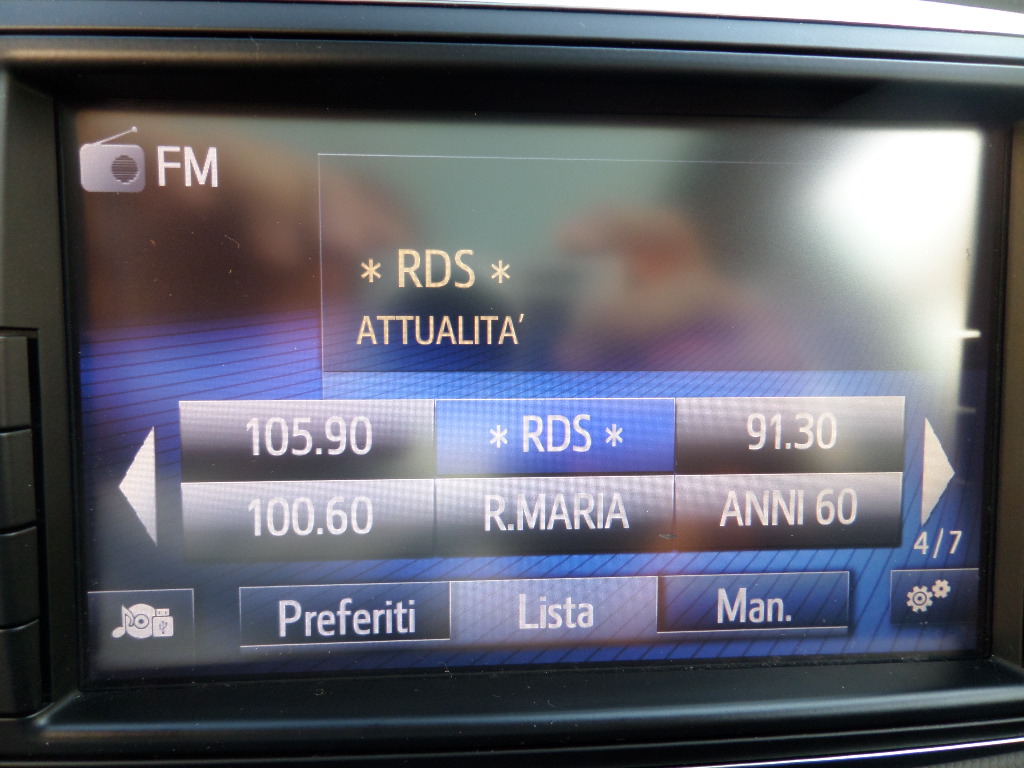 FM
* RDS *
ATTUALITA'
105.90 * RDS * 91.30
100.60 R.MARIA ANNI 60
4/7
Preferiti Lista Man.